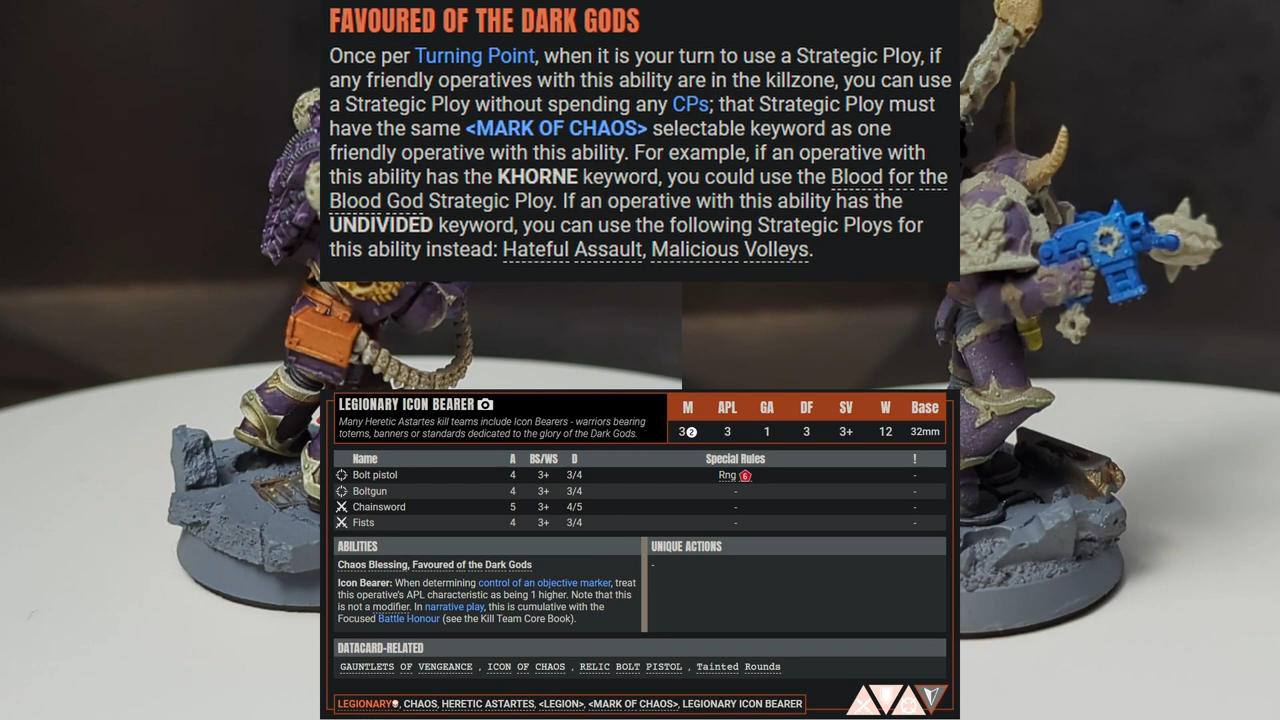 FAVOURED OF THE DARK GODS
Once per Turning Point, when it is your turn to use a Strategic Ploy, if
any friendly operatives with this ability are in the killzone, you can use
a Strategic Ploy without spending any CPs; that Strategic Ploy must
have the same <MARK OF CHAOS> selectable keyword as one
friendly operative with this ability. For example, if an operative with
this ability has the KHORNE keyword, you could use the Blood for the
Blood God Strategic Ploy. If an operative with this ability has the
UNDIVIDED keyword, you can use the following Strategic Ploys for
this ability instead: Hateful Assault, Malicious Volleys.
LEGIONARY ICON BEARER
Many Heretic Astartes kill teams include Icon Bearers - warriors bearing
totems, banners or standards dedicated to the glory of the Dark Gods.
M APL GA DF SV W Base
3 2 3 1 3 3+ 12 32mm
Name A BS/WS D Special Rules !
Bolt pistol 4 3+ 3/4 Rng 6 -
Boltgun 4 3+ 3/4 - -
Chainsword 5 3+ 4/5 - -
Fists 4 3+ 3/4 - -
ABILITIES
Chaos Blessing, Favoured of the Dark Gods
Icon Bearer: When determining control of an objective marker, treat
this operative's APL characteristic as being 1 higher. Note that this
is not a modifier. In narrative play, this is cumulative with the
Focused Battle Honour (see the Kill Team Core Book).
UNIQUE ACTIONS
-
DATACARD-RELATED
GAUNTLETS OF VENGEANCE , ICON OF CHAOS , RELIC BOLT PISTOL , Tainted Rounds
LEGIONARY, CHAOS, HERETIC ASTARTES, <LEGION>, <MARK OF CHAOS>, LEGIONARY ICON BEARER